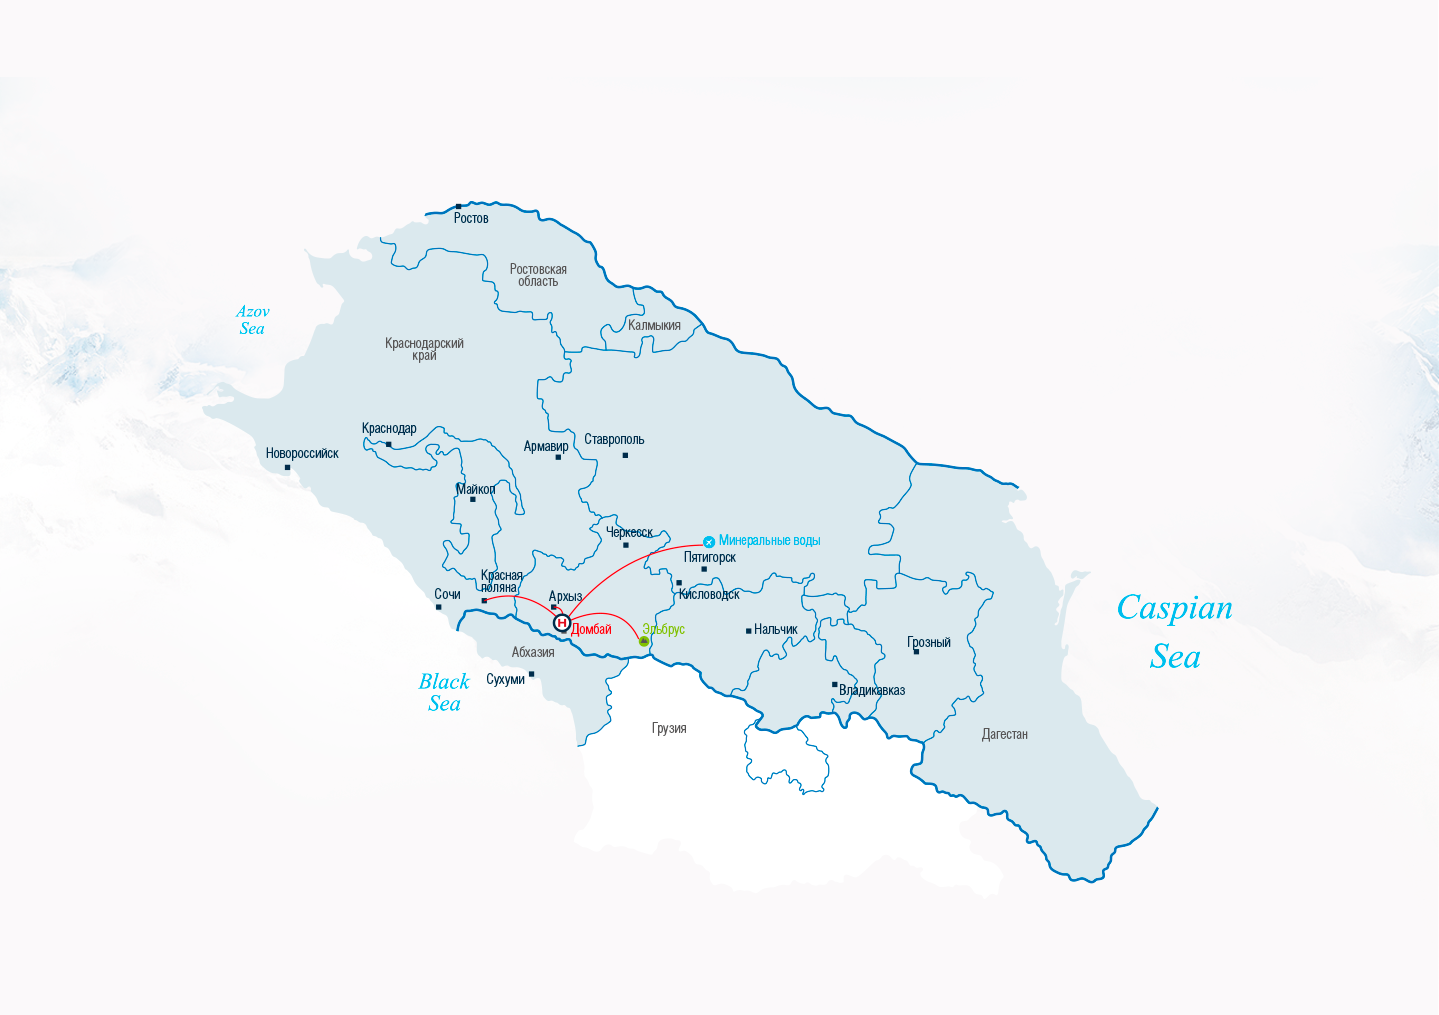 Ростов
Ростовская
область
Azov
Sea
Калмыкия
Краснодарский
край
Краснодар
Ставрополь
Армавир
Новороссийск
Майкоп
Черкесск
Минеральные воды
Пятигорск
Красная
поляна
Сочи
Архыз
Кисловодск
Caspian
Sea
H
Домбай
Эльбрус
Нальчик
Грозный
Абхазия
Сухуми
Black
Sea
Владикавказ
Грузия
Дагестан